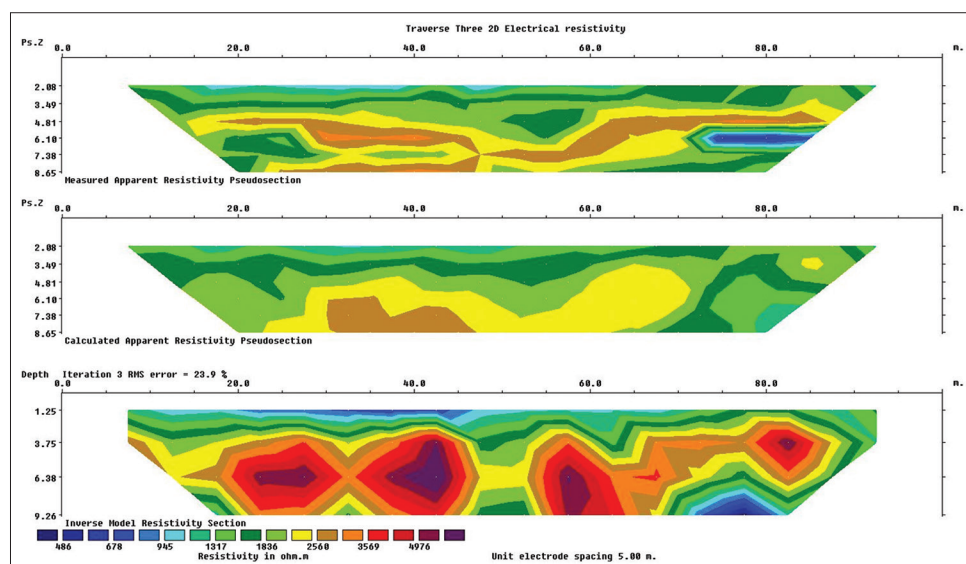 Traverse Three 2D Electrical resistivity
Ps.Z 0.0 20.0 40.0 60.0 80.0 m.
2.08
3.49
4.81
6.10
7.38
8.65
Measured Apparent Resistivity Pseudosection
Ps.Z 0.0 20.0 40.0 60.0 80.0 m.
2.08
3.49
4.81
6.10
7.38
8.65
Calculated Apparent Resistivity Pseudosection
Depth Iteration 3 RMS error = 23.9 %
0.0 20.0 40.0 60.0 80.0 m.
1.25
3.75
6.38
9.26
Inverse Model Resistivity Section
486 678 945 1317 1836 2560 3569 4976
Resistivity in ohm.m Unit electrode spacing 5.00 m.